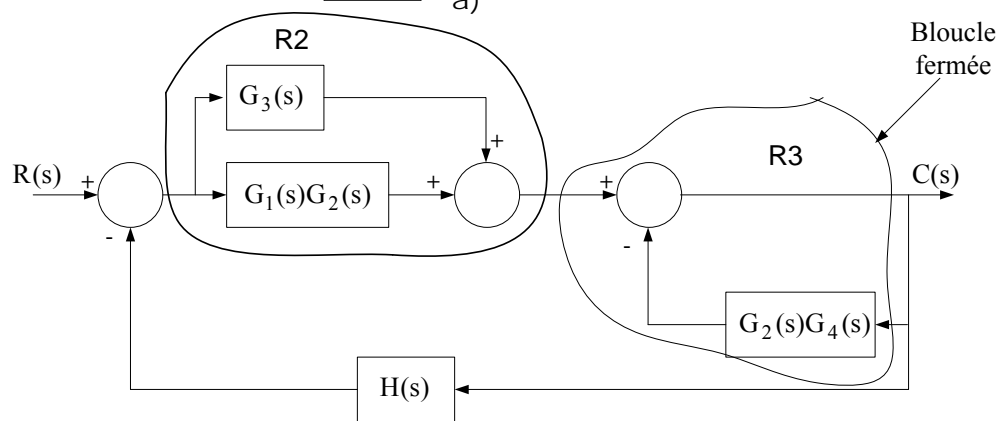 a)
R2
Bloucle
fermée
G₃(s)
+
R3
R(s)
+
G₁(s)G₂(s)
+
+
C(s)
-
-
G₂(s)G₄(s)
H(s)